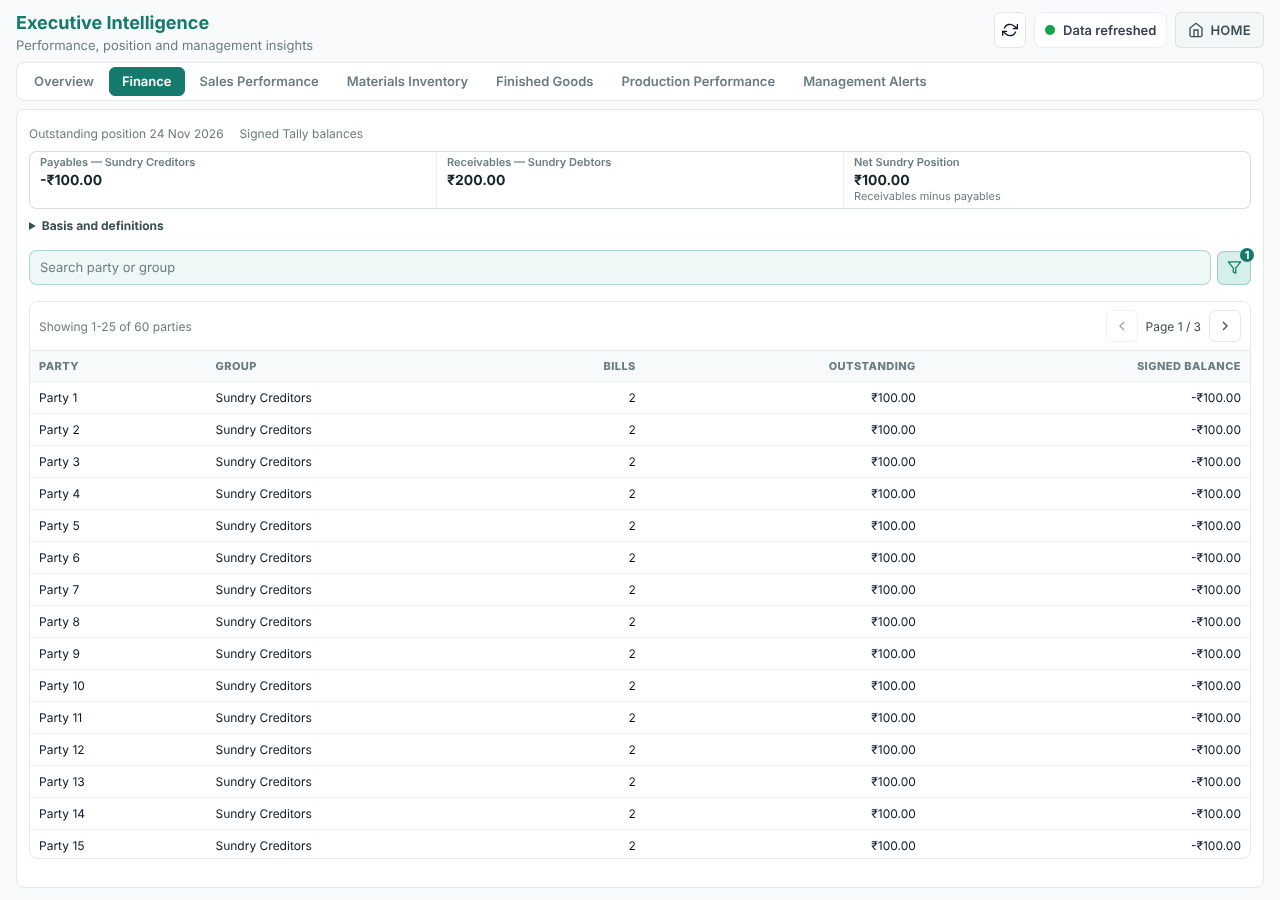 Executive Intelligence
Performance, position and management insights
Data refreshed
HOME
Overview Finance Sales Performance Materials Inventory Finished Goods Production Performance Management Alerts
Outstanding position 24 Nov 2026 Signed Tally balances
Payables — Sundry Creditors
-₹100.00
Receivables — Sundry Debtors
₹200.00
Net Sundry Position
₹100.00
Receivables minus payables
Basis and definitions
Search party or group
1
Showing 1-25 of 60 parties
Page 1 / 3
PARTY GROUP BILLS OUTSTANDING SIGNED BALANCE
Party 1 Sundry Creditors 2 ₹100.00 -₹100.00
Party 2 Sundry Creditors 2 ₹100.00 -₹100.00
Party 3 Sundry Creditors 2 ₹100.00 -₹100.00
Party 4 Sundry Creditors 2 ₹100.00 -₹100.00
Party 5 Sundry Creditors 2 ₹100.00 -₹100.00
Party 6 Sundry Creditors 2 ₹100.00 -₹100.00
Party 7 Sundry Creditors 2 ₹100.00 -₹100.00
Party 8 Sundry Creditors 2 ₹100.00 -₹100.00
Party 9 Sundry Creditors 2 ₹100.00 -₹100.00
Party 10 Sundry Creditors 2 ₹100.00 -₹100.00
Party 11 Sundry Creditors 2 ₹100.00 -₹100.00
Party 12 Sundry Creditors 2 ₹100.00 -₹100.00
Party 13 Sundry Creditors 2 ₹100.00 -₹100.00
Party 14 Sundry Creditors 2 ₹100.00 -₹100.00
Party 15 Sundry Creditors 2 ₹100.00 -₹100.00